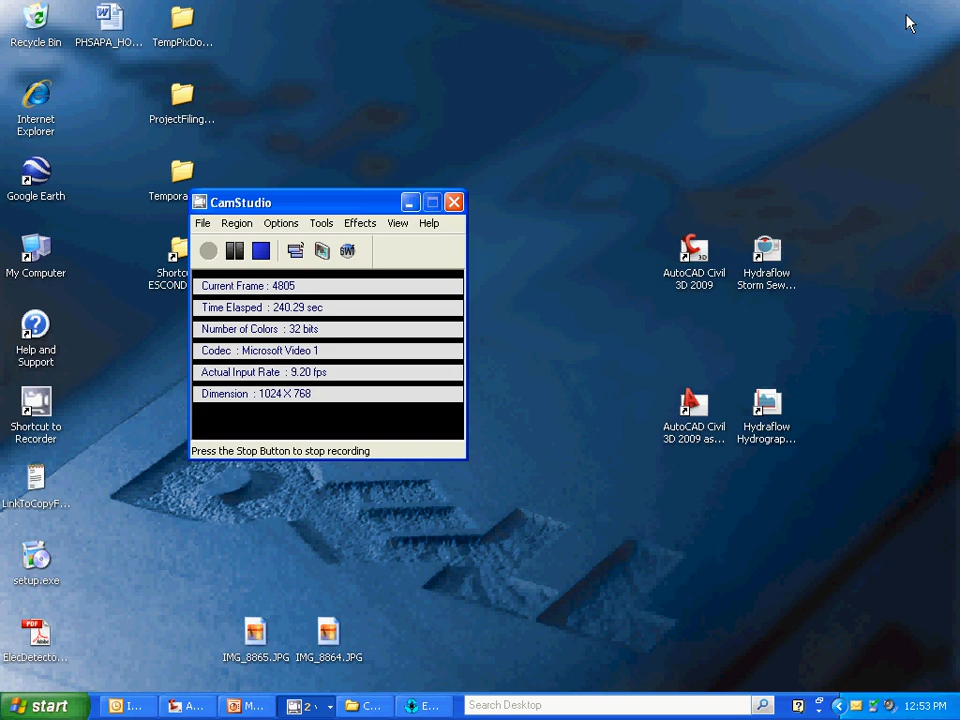 Recycle Bin
PHSAPA_HO...
TempPixDo...
Internet
Explorer
ProjectFiling...
Google Earth
Tempora
My Computer
Shortc
ESCOND
Help and
Support
Shortcut to
Recorder
LinkToCopyF...
setup.exe
ElecDetecto...
CamStudio
File Region Options Tools Effects View Help
SWF
Current Frame : 4805
Time Elasped : 240.29 sec
Number of Colors : 32 bits
Codec : Microsoft Video 1
Actual Input Rate : 9.20 fps
Dimension : 1024 X 768
Press the Stop Button to stop recording
AutoCAD Civil
3D 2009
Hydraflow
Storm Sew...
AutoCAD Civil
3D 2009 as...
Hydraflow
Hydrograp...
IMG_8865.JPG
IMG_8864.JPG
start
I...
A...
M...
2
C...
E...
Search Desktop
12:53 PM